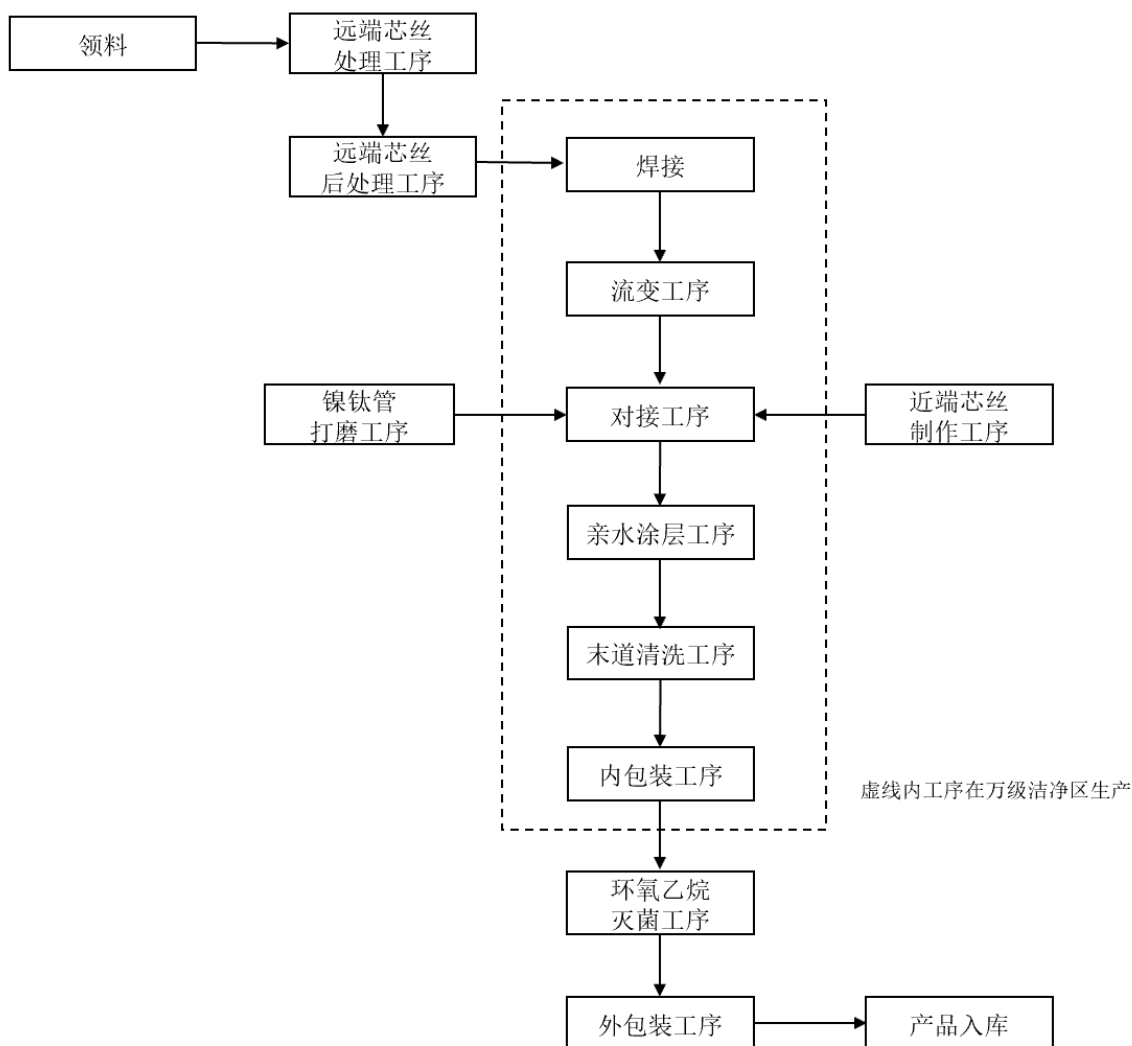 领料
远端芯丝
处理工序
远端芯丝
后处理工序
焊接
流变工序
镍钛管
打磨工序
对接工序
近端芯丝
制作工序
亲水涂层工序
末道清洗工序
内包装工序
虚线内工序在万级洁净区生产
环氧乙烷
灭菌工序
外包装工序
产品入库